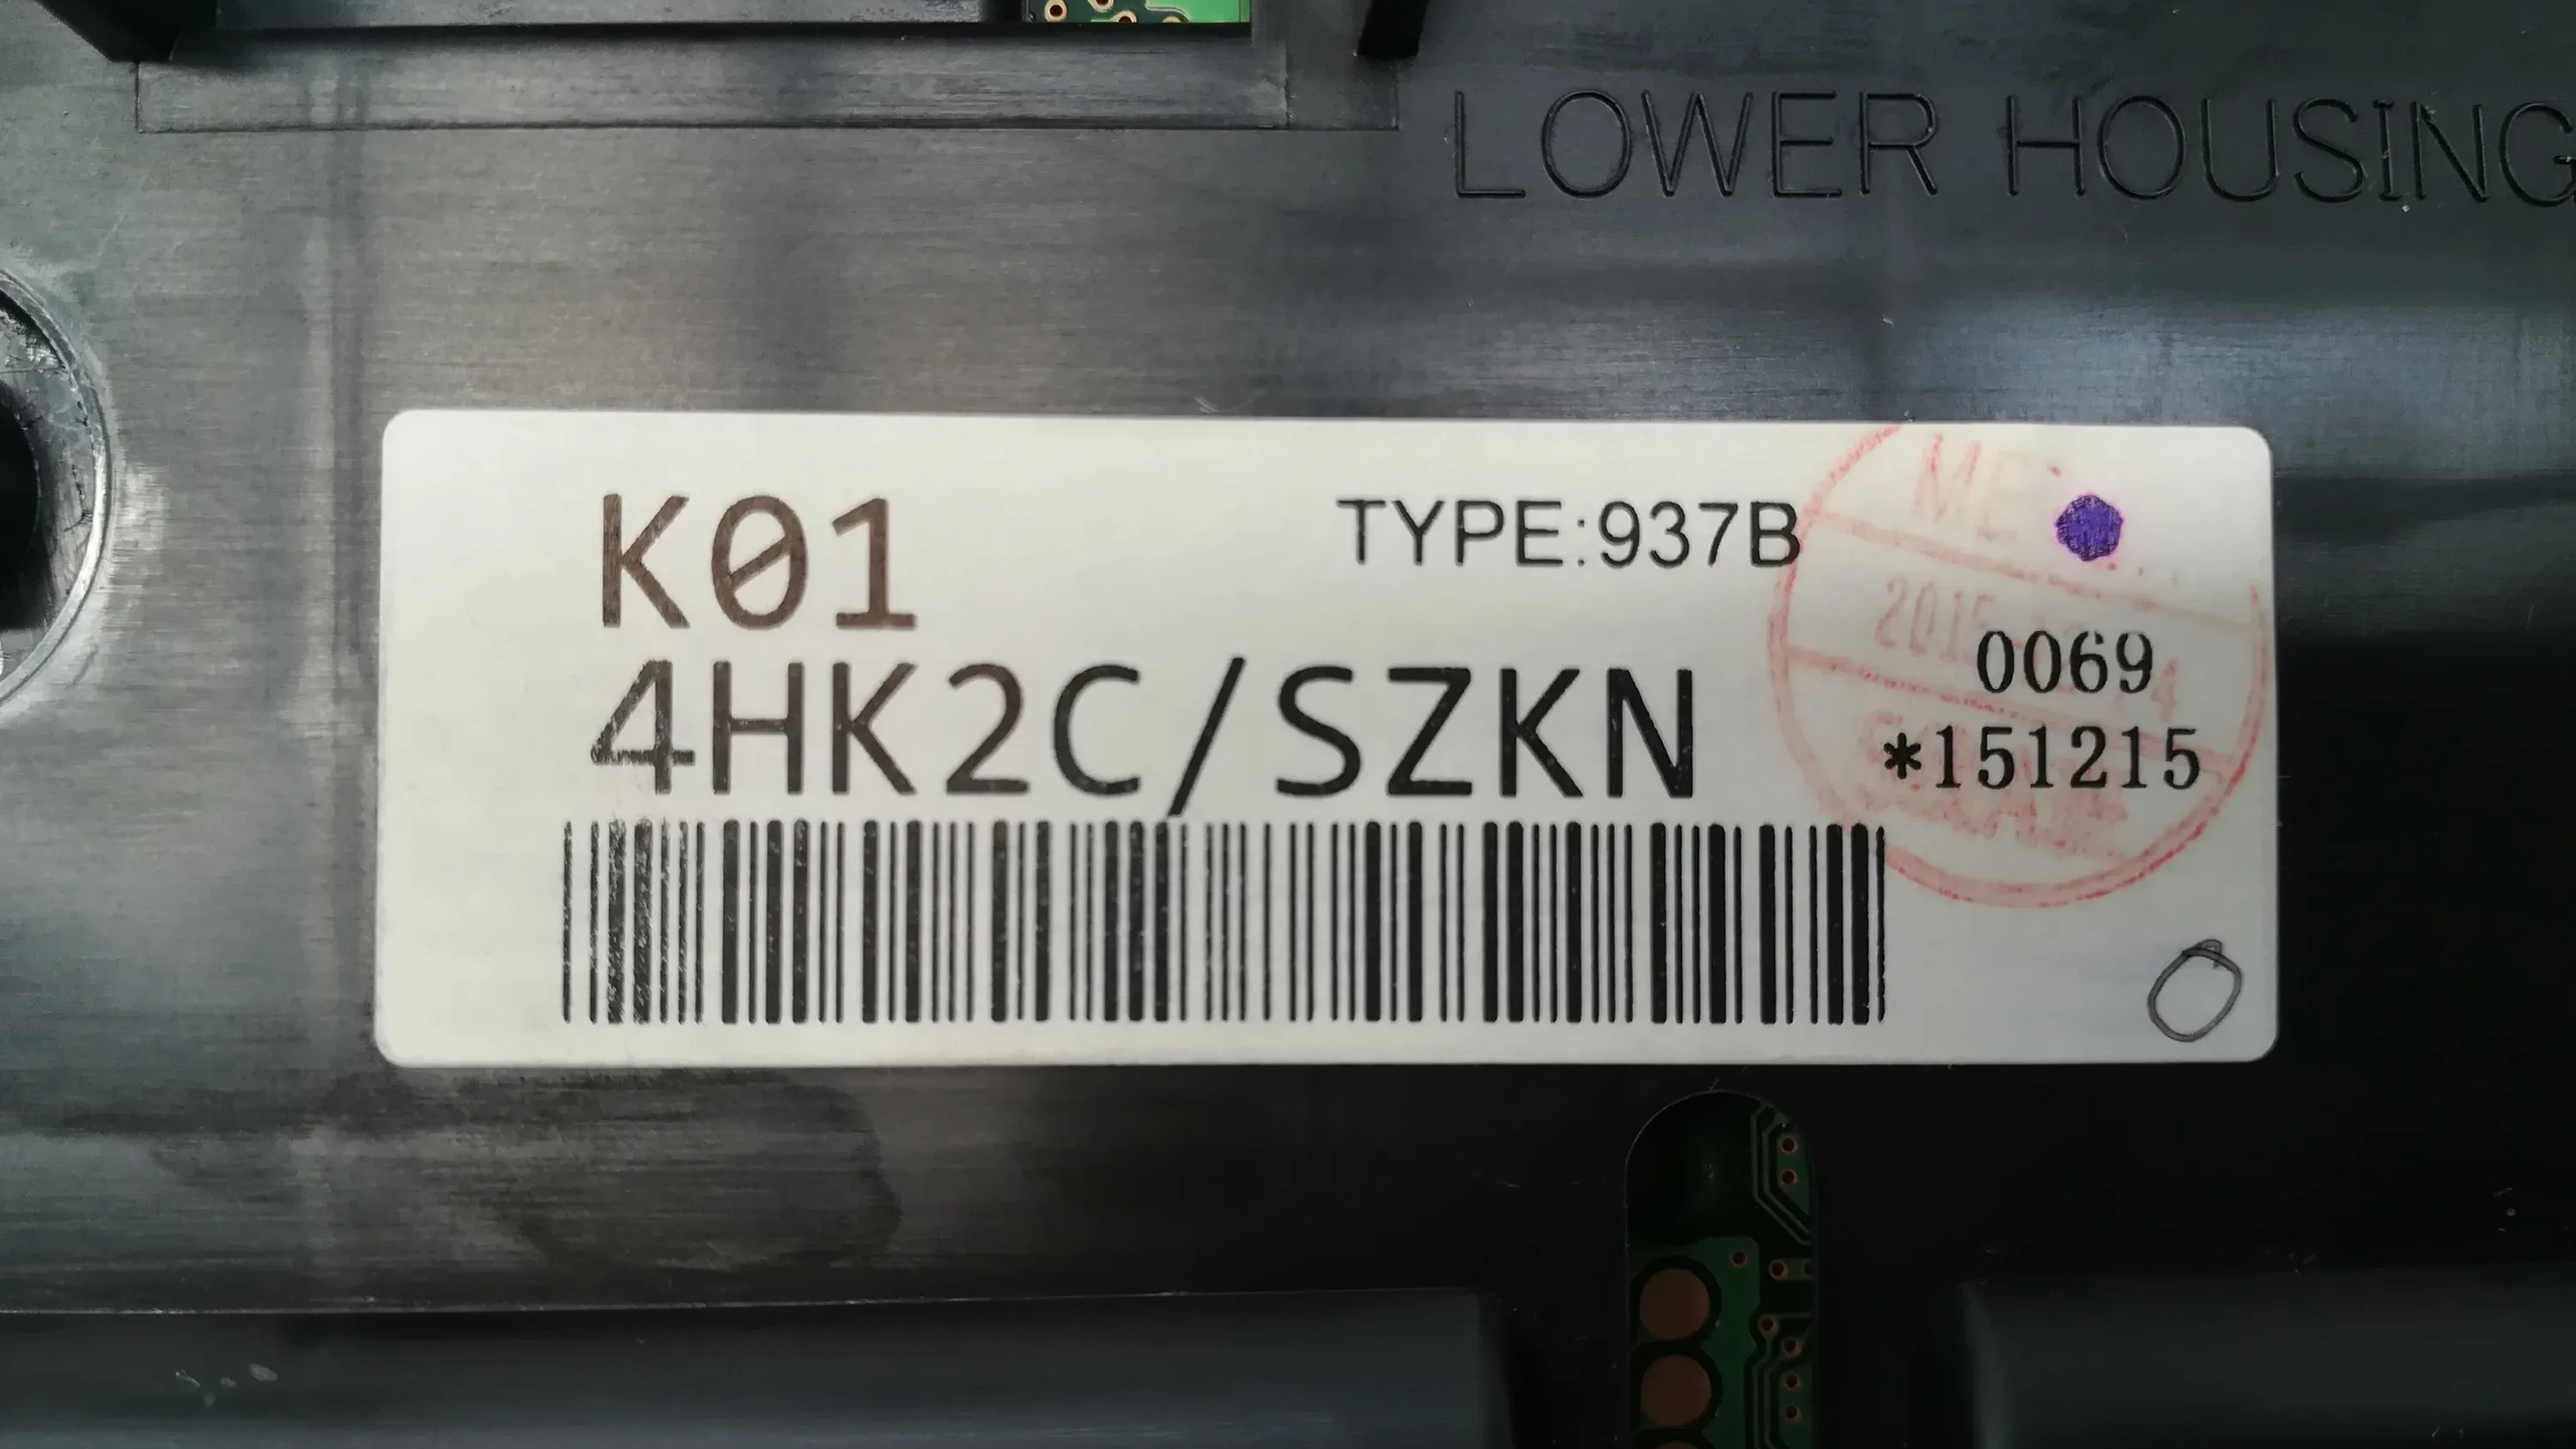 LOWER HOUSING
K01
TYPE:937B
4HK2C/SZKN
0069
*151215